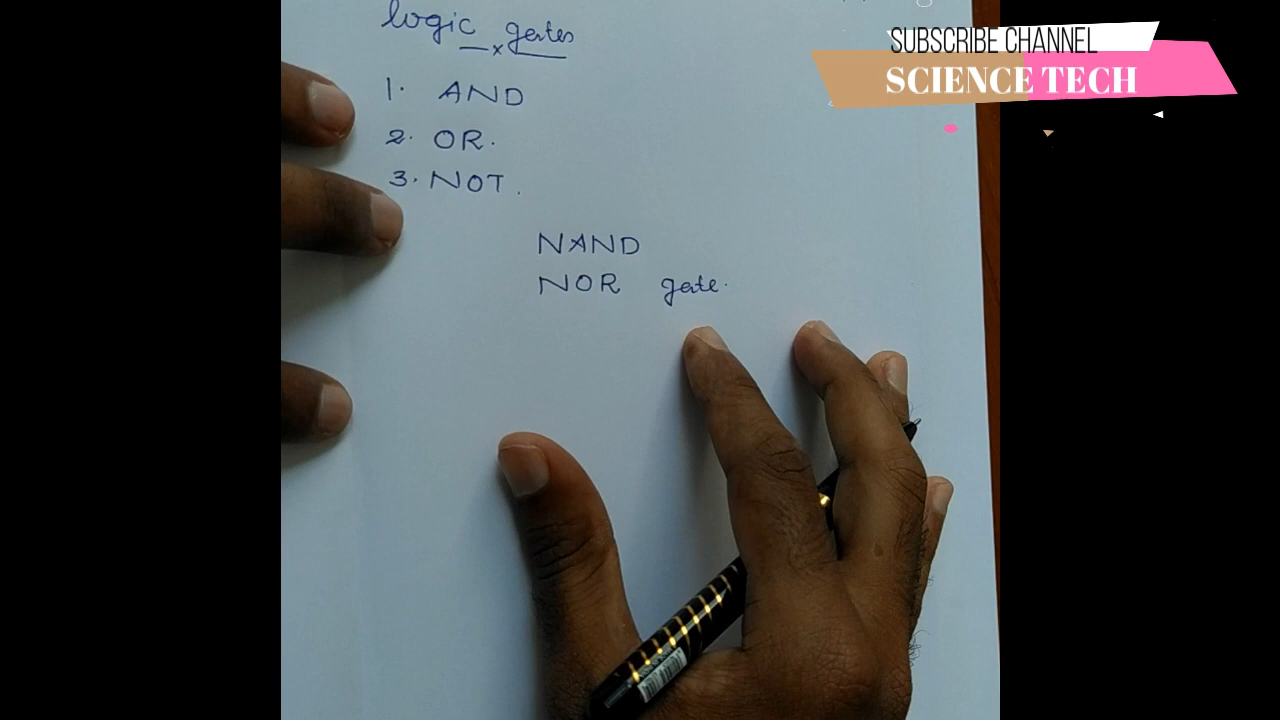 logic gates
1. AND
2. OR.
3. NOT.
NAND
NOR gate.
SUBSCRIBE CHANNEL
SCIENCE TECH